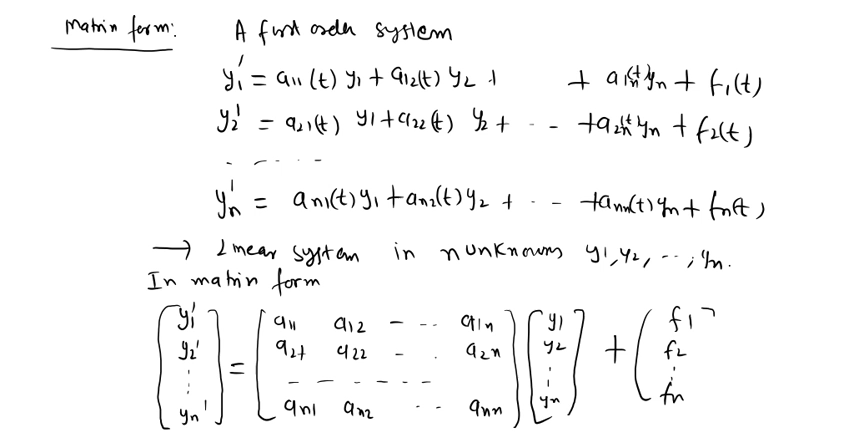 Matrix form: A first order system
y₁' = a₁₁(t) y₁ + a₁₂(t) y₂ + + a₁ₙ(t) yₙ + f₁(t)
y₂' = a₂₁(t) y₁ + a₂₂(t) y₂ + - - + a₂ₙ(t) yₙ + f₂(t)
- - - - - -
yₙ' = aₙ₁(t) y₁ + aₙ₂(t) y₂ + - - + aₙₙ(t) yₙ + fₙ(t)
→ Linear system in n unknowns y₁, y₂, - - , yₙ.
In matrix form
[y₁'] [a₁₁ a₁₂ - - - a₁ₙ] [y₁] [f₁]
[y₂'] = [a₂₁ a₂₂ - . a₂ₙ] [y₂] + [f₂]
[⋮] [- - - - - - -] [⋮] [⋮]
[yₙ'] [aₙ₁ aₙ₂ - - aₙₙ] [yₙ] [fₙ]